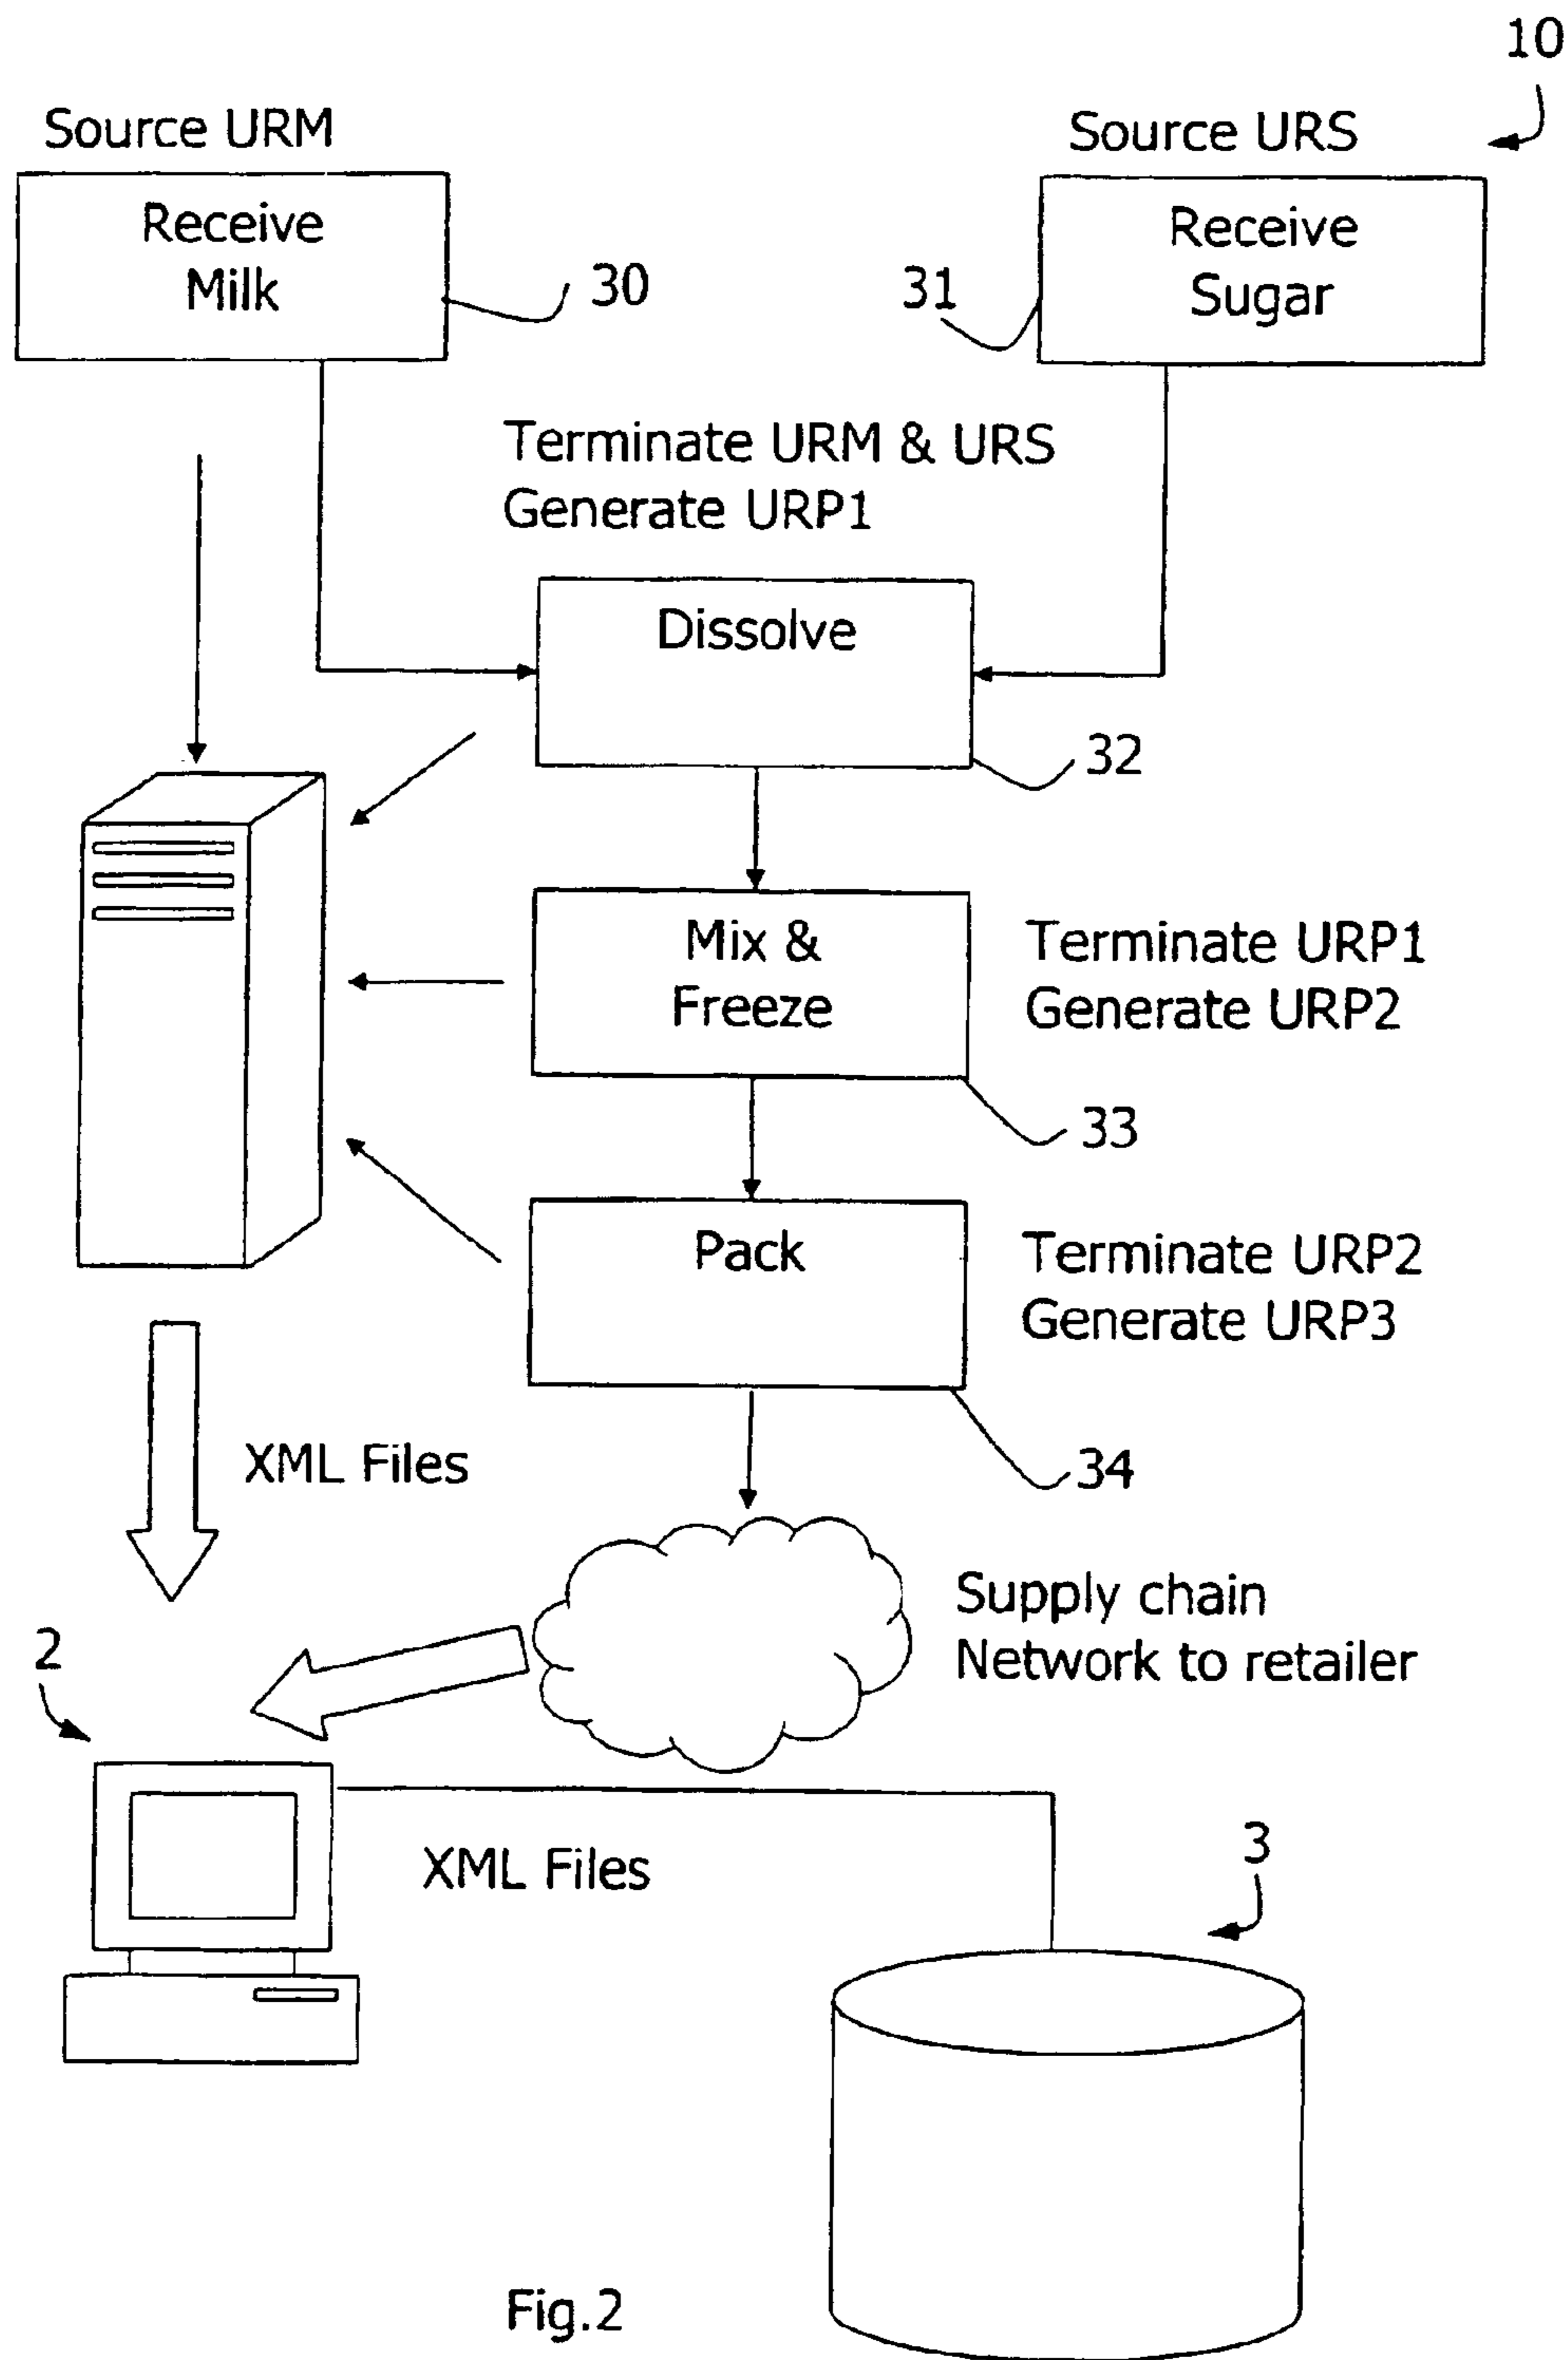 10
Source URM
Source URS
Receive
Milk
30
31
Receive
Sugar
Terminate URM & URS
Generate URP1
Dissolve
32
Mix &
Freeze
Terminate URP1
Generate URP2
33
Pack
Terminate URP2
Generate URP3
34
XML Files
Supply chain
Network to retailer
2
XML Files
3
Fig.2